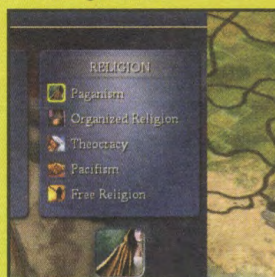 RELIGION
Paganism
Organized Religion
Theocracy
Pacifism
Free Religion